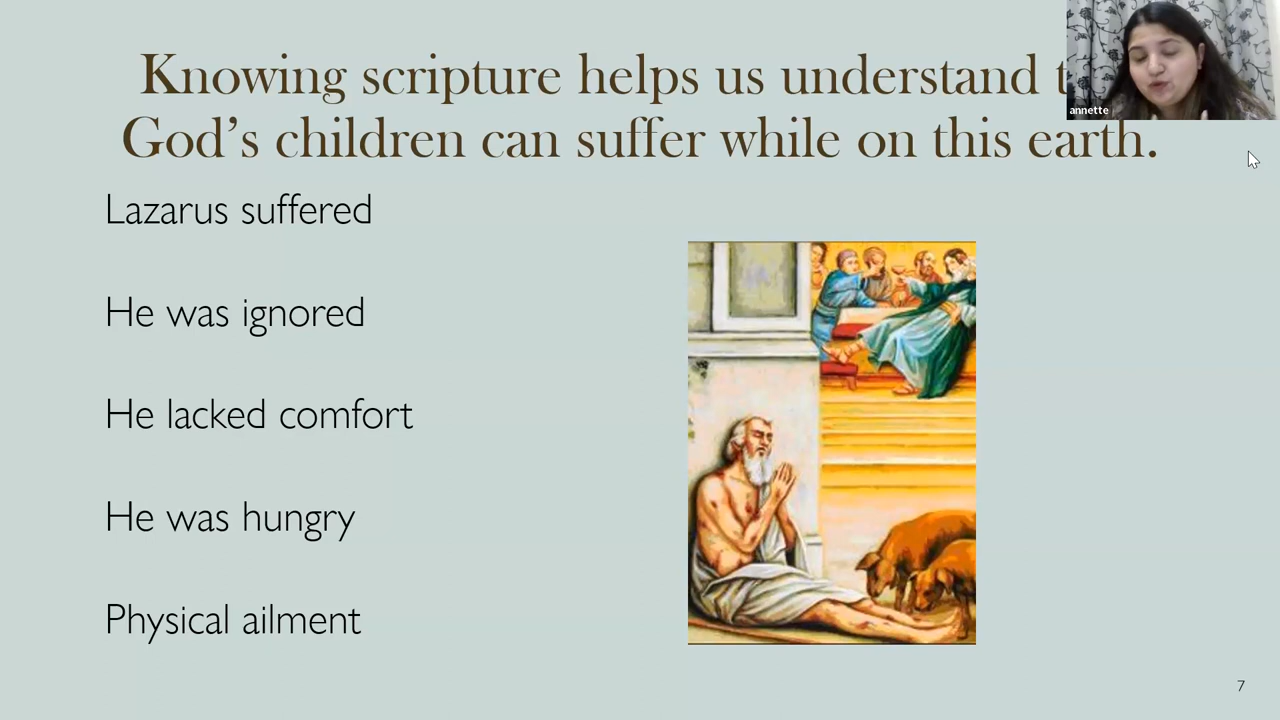 Knowing scripture helps us understand
God’s children can suffer while on this earth.
annette
Lazarus suffered
He was ignored
He lacked comfort
He was hungry
Physical ailment
7